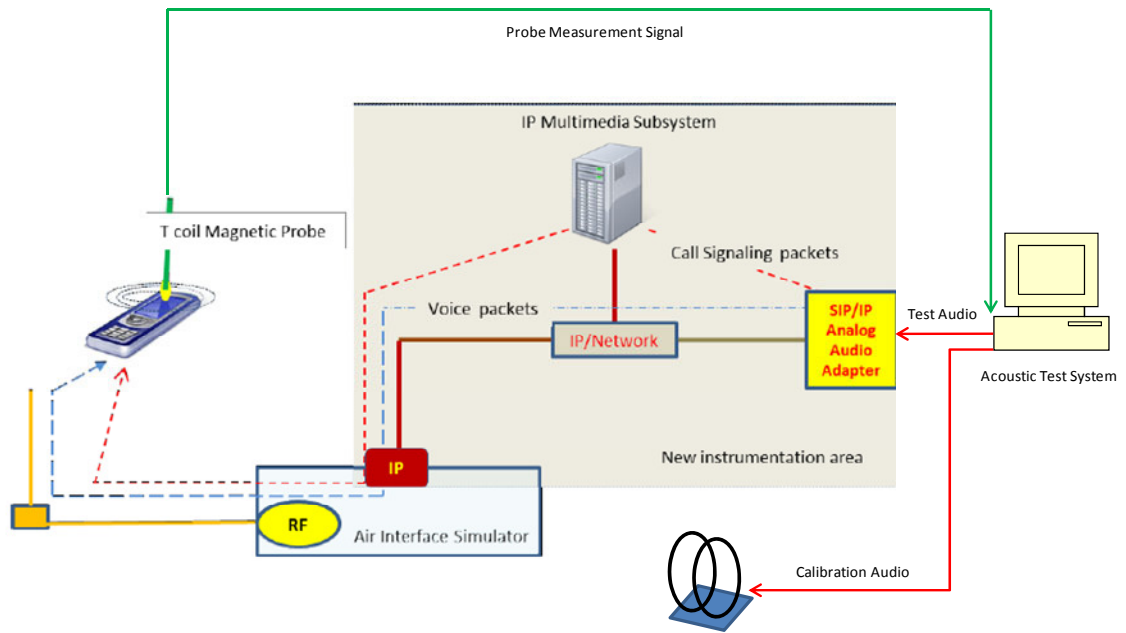 Probe Measurement Signal
IP Multimedia Subsystem
T coil Magnetic Probe
Call Signaling packets
Voice packets
SIP/IP
Analog
Audio
Adapter
Test Audio
IP/Network
Acoustic Test System
IP
New instrumentation area
RF
Air Interface Simulator
Calibration Audio